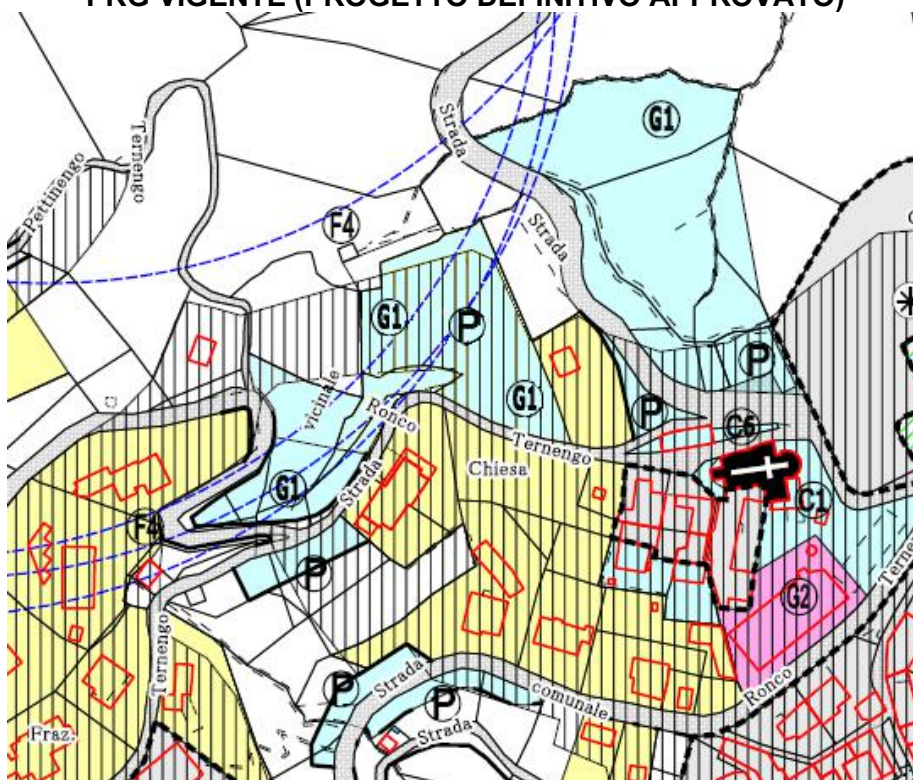 PRG VIGENTE (PROGETTO DEFINITIVO APPROVATO)
G1
Strada
Ternengo
Pettinengo
F4
Strada
G1
P
P
vicinale
G1
P
Ronco
C6
Ternengo
Chiesa
G1
Strada
C1
F4
Ternengo
P
G2
Ternengo
Strada
P
P
comunale
Ronco
Strada
Fraz.